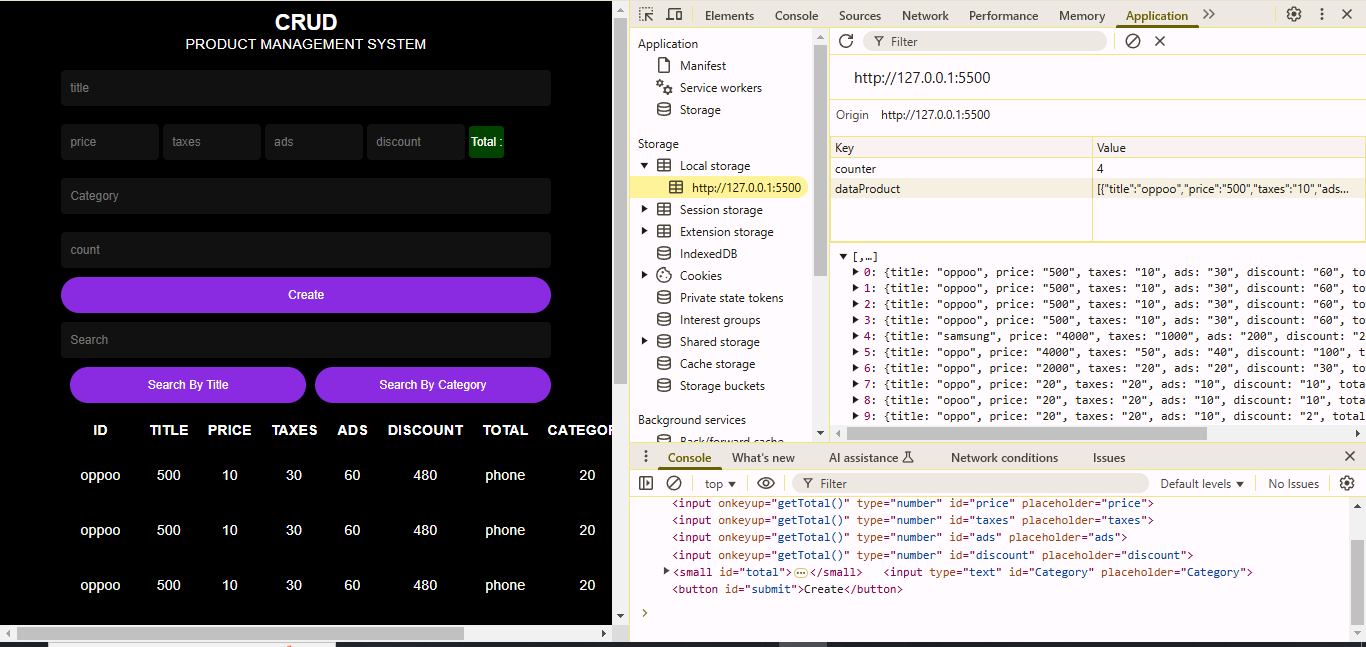 CRUD
PRODUCT MANAGEMENT SYSTEM
title
price taxes ads discount Total :
Category
count
Create
Search
Search By Title Search By Category
ID TITLE PRICE TAXES ADS DISCOUNT TOTAL CATEGOR
oppoo 500 10 30 60 480 phone 20
oppoo 500 10 30 60 480 phone 20
oppoo 500 10 30 60 480 phone 20
Elements Console Sources Network Performance Memory Application
Application
Manifest
Service workers
Storage
Storage
Local storage
http://127.0.0.1:5500
Session storage
Extension storage
IndexedDB
Cookies
Private state tokens
Interest groups
Shared storage
Cache storage
Storage buckets
Background services
Back/forward cache
Filter
http://127.0.0.1:5500
Origin http://127.0.0.1:5500
Key Value
counter 4
dataProduct [{"title":"oppoo","price":"500","taxes":"10","ads...
[,…]
0: {title: "oppoo", price: "500", taxes: "10", ads: "30", discount: "60", to
1: {title: "oppoo", price: "500", taxes: "10", ads: "30", discount: "60", to
2: {title: "oppoo", price: "500", taxes: "10", ads: "30", discount: "60", to
3: {title: "oppoo", price: "500", taxes: "10", ads: "30", discount: "60", to
4: {title: "samsung", price: "4000", taxes: "1000", ads: "200", discount: "2
5: {title: "oppo", price: "4000", taxes: "50", ads: "40", discount: "100", t
6: {title: "oppo", price: "2000", taxes: "20", ads: "20", discount: "30", to
7: {title: "oppo", price: "20", taxes: "20", ads: "10", discount: "10", total
8: {title: "oppo", price: "20", taxes: "20", ads: "10", discount: "10", total
9: {title: "oppo", price: "20", taxes: "20", ads: "10", discount: "2", total
Console What's new AI assistance Network conditions Issues
top Filter Default levels No Issues
<input onkeyup="getTotal()" type="number" id="price" placeholder="price">
<input onkeyup="getTotal()" type="number" id="taxes" placeholder="taxes">
<input onkeyup="getTotal()" type="number" id="ads" placeholder="ads">
<input onkeyup="getTotal()" type="number" id="discount" placeholder="discount">
<small id="total">…</small> <input type="text" id="Category" placeholder="Category">
<button id="submit">Create</button>